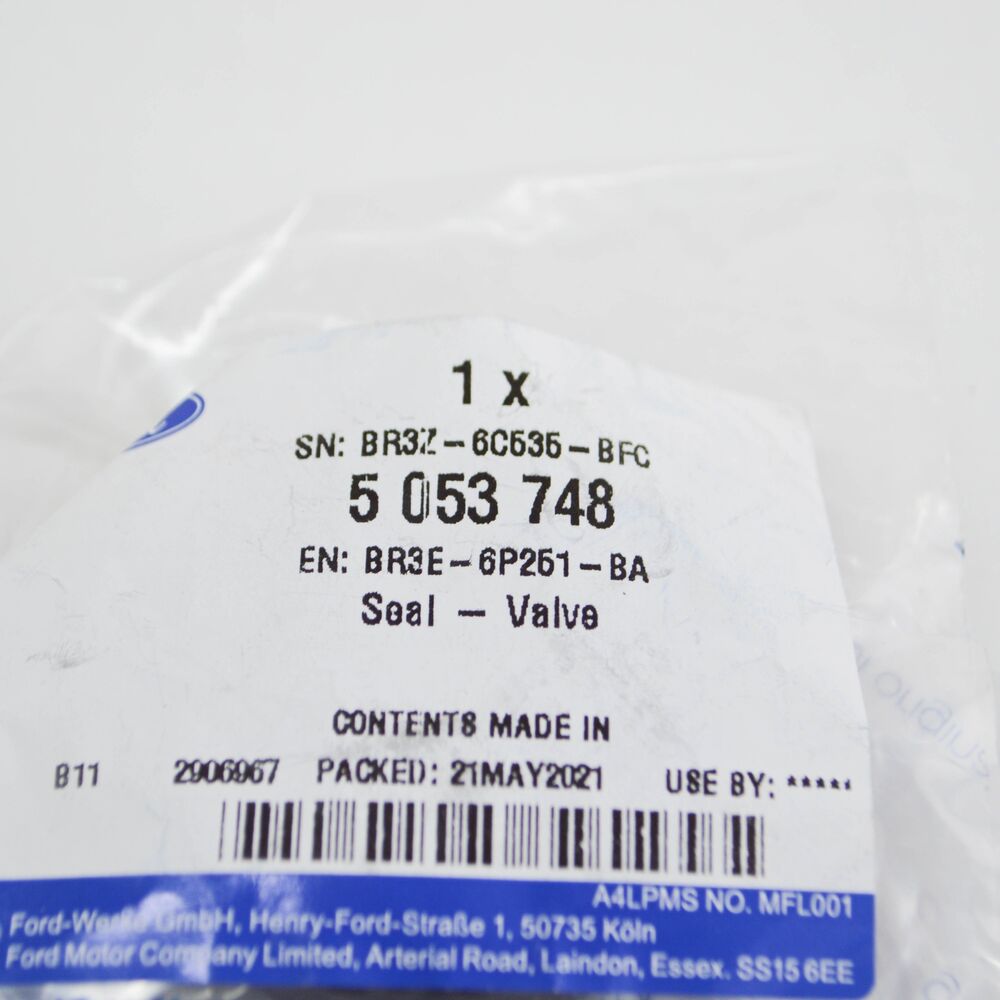 1 x
SN: BR3Z-6C535-BFC
5 053 748
EN: BR3E-6P251-BA
Seal - Valve
CONTENTS MADE IN
B11 2906967 PACKED: 21MAY2021 USE BY: *****
A4LPMS NO. MFL001
Ford-Werke GmbH, Henry-Ford-Straße 1, 50735 Köln
Ford Motor Company Limited, Arterial Road, Laindon, Essex. SS15 6EE